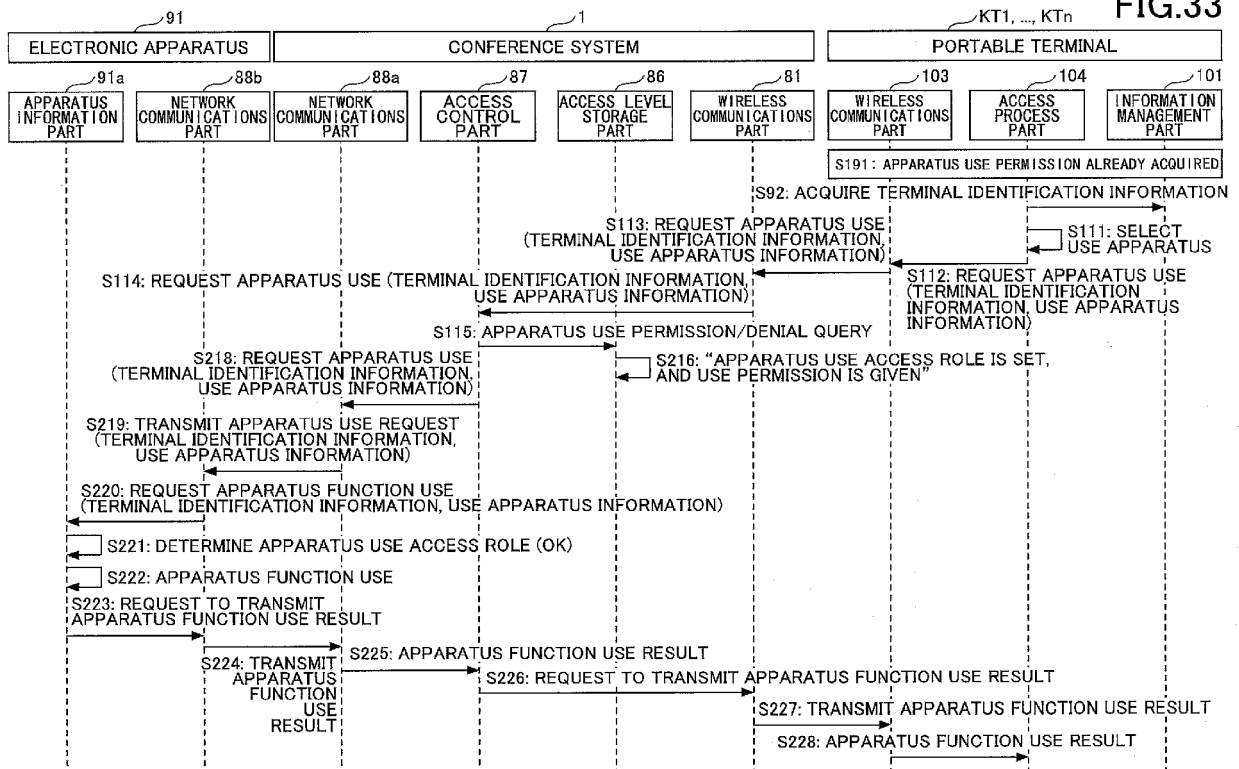 FIG.33
91
1
KT1, ..., KTn
ELECTRONIC APPARATUS
CONFERENCE SYSTEM
PORTABLE TERMINAL
91a
88b
88a
87
86
81
103
104
101
APPARATUS
INFORMATION
PART
NETWORK
COMMUNICATIONS
PART
NETWORK
COMMUNICATIONS
PART
ACCESS
CONTROL
PART
ACCESS LEVEL
STORAGE
PART
WIRELESS
COMMUNICATIONS
PART
WIRELESS
COMMUNICATIONS
PART
ACCESS
PROCESS
PART
INFORMATION
MANAGEMENT
PART
S191: APPARATUS USE PERMISSION ALREADY ACQUIRED
S92: ACQUIRE TERMINAL IDENTIFICATION INFORMATION
S111: SELECT
USE APPARATUS
S112: REQUEST APPARATUS USE
(TERMINAL IDENTIFICATION
INFORMATION, USE APPARATUS
INFORMATION)
S113: REQUEST APPARATUS USE
(TERMINAL IDENTIFICATION INFORMATION,
USE APPARATUS INFORMATION)
S114: REQUEST APPARATUS USE (TERMINAL IDENTIFICATION INFORMATION,
USE APPARATUS INFORMATION)
S115: APPARATUS USE PERMISSION/DENIAL QUERY
S216: "APPARATUS USE ACCESS ROLE IS SET,
AND USE PERMISSION IS GIVEN"
S218: REQUEST APPARATUS USE
(TERMINAL IDENTIFICATION INFORMATION,
USE APPARATUS INFORMATION)
S219: TRANSMIT APPARATUS USE REQUEST
(TERMINAL IDENTIFICATION INFORMATION,
USE APPARATUS INFORMATION)
S220: REQUEST APPARATUS FUNCTION USE
(TERMINAL IDENTIFICATION INFORMATION, USE APPARATUS INFORMATION)
S221: DETERMINE APPARATUS USE ACCESS ROLE (OK)
S222: APPARATUS FUNCTION USE
S223: REQUEST TO TRANSMIT
APPARATUS FUNCTION USE RESULT
S224: TRANSMIT
APPARATUS
FUNCTION
USE
RESULT
S225: APPARATUS FUNCTION USE RESULT
S226: REQUEST TO TRANSMIT APPARATUS FUNCTION USE RESULT
S227: TRANSMIT APPARATUS FUNCTION USE RESULT
S228: APPARATUS FUNCTION USE RESULT